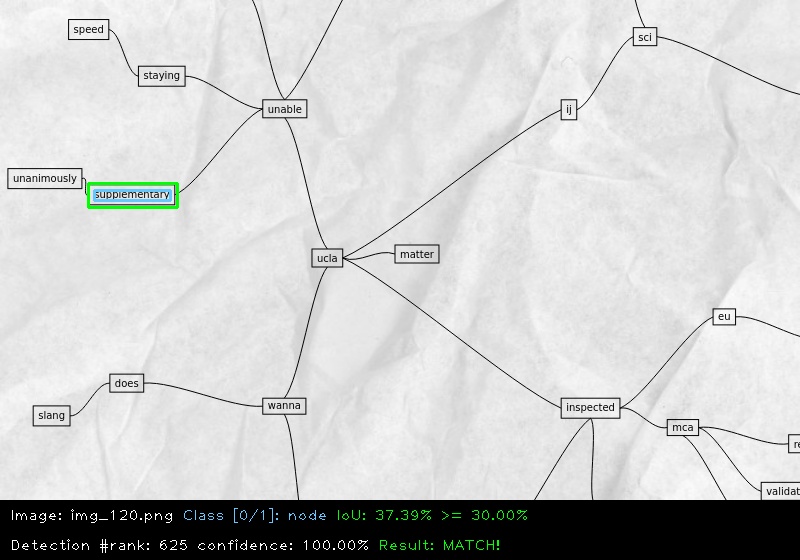 speed
sci
staying
unable
ij
unanimously
supplementary
matter
ucla
eu
does
wanna
inspected
slang
mca
re
validat
Image: img_120.png Class [0/1]: node IoU: 37.39% >= 30.00%
Detection #rank: 625 confidence: 100.00% Result: MATCH!